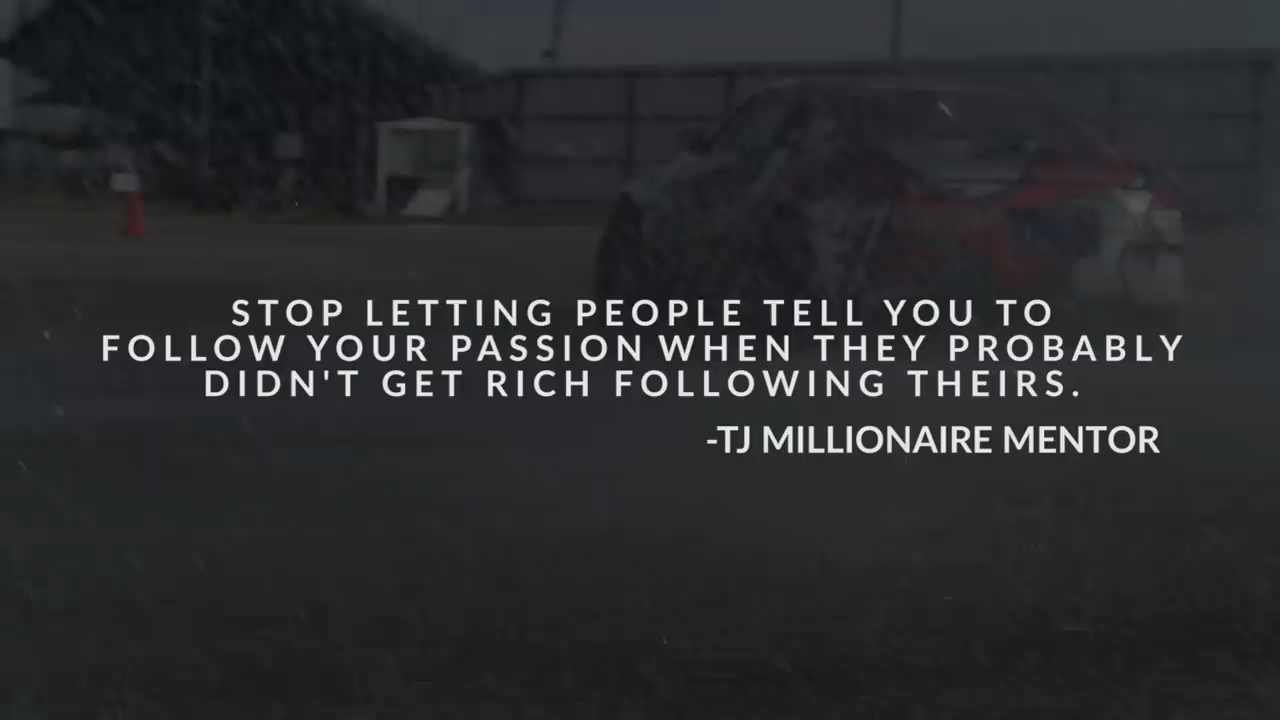 STOP LETTING PEOPLE TELL YOU TO
FOLLOW YOUR PASSION WHEN THEY PROBABLY
DIDN'T GET RICH FOLLOWING THEIRS.
-TJ MILLIONAIRE MENTOR